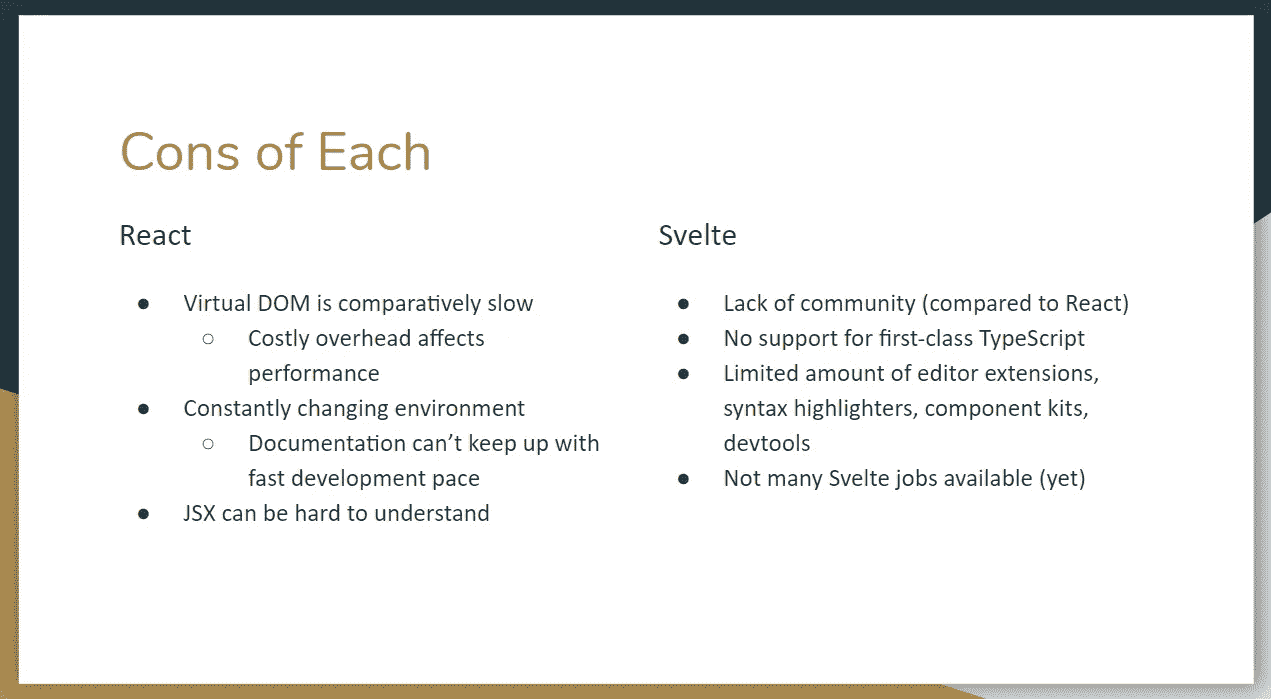 Cons of Each
React
● Virtual DOM is comparatively slow
○ Costly overhead affects
performance
● Constantly changing environment
○ Documentation can’t keep up with
fast development pace
● JSX can be hard to understand
Svelte
● Lack of community (compared to React)
● No support for first-class TypeScript
● Limited amount of editor extensions,
syntax highlighters, component kits,
devtools
● Not many Svelte jobs available (yet)